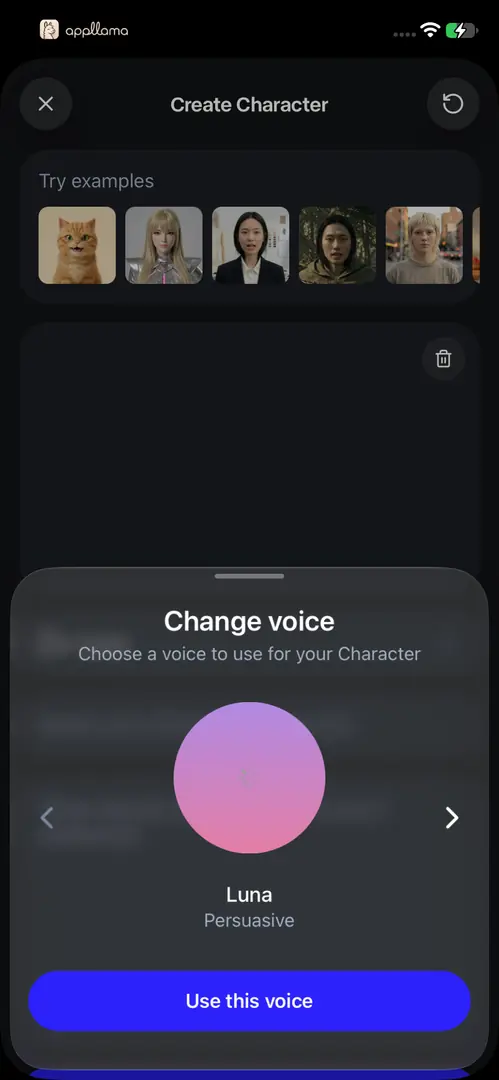 appllama
Create Character
Try examples
Change voice
Choose a voice to use for your Character
Luna
Persuasive
Use this voice